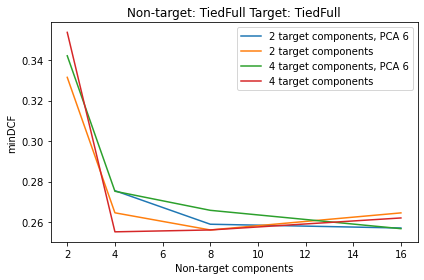 Non-target: TiedFull Target: TiedFull
2 target components, PCA 6
2 target components
4 target components, PCA 6
4 target components
minDCF
0.34
0.32
0.30
0.28
0.26
2 4 6 8 10 12 14 16
Non-target components